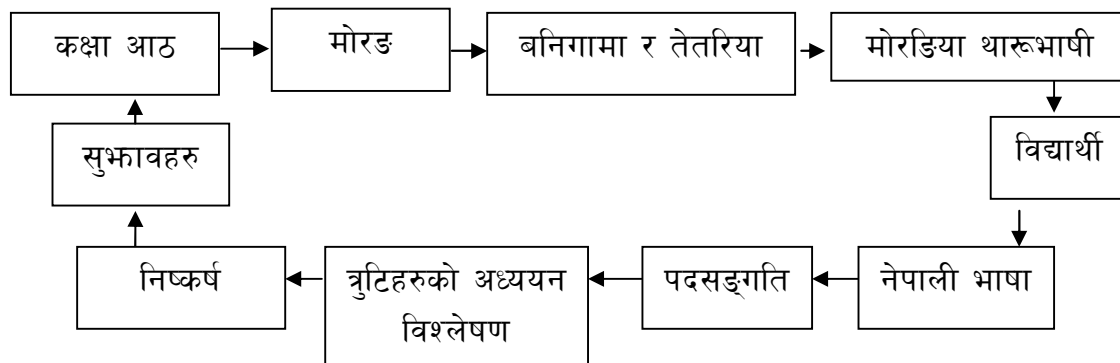 कक्षा आठ
मोरङ
बनिगामा र तेतरिया
मोरङिया थारूभाषी
विद्यार्थी
नेपाली भाषा
पदसङ्गति
त्रुटिहरुको अध्ययन
विश्लेषण
निष्कर्ष
सुझावहरु